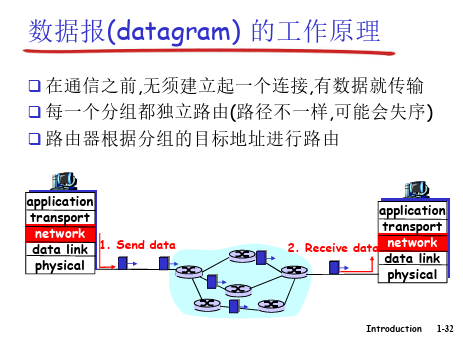 数据报(datagram) 的工作原理
在通信之前,无须建立起一个连接,有数据就传输
每一个分组都独立路由(路径不一样,可能会失序)
路由器根据分组的目标地址进行路由
application
transport
network
data link
physical
1. Send data
2. Receive data
application
transport
network
data link
physical
Introduction 1-32